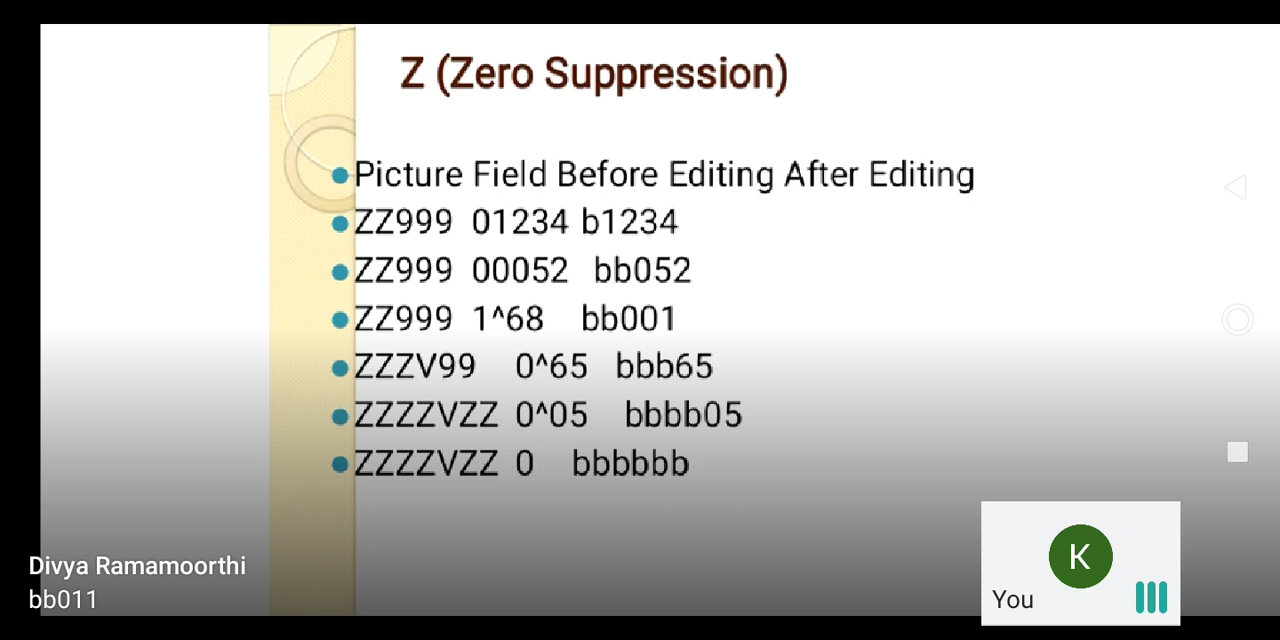 Z (Zero Suppression)
Picture Field Before Editing After Editing
ZZ999 01234 b1234
ZZ999 00052 bb052
ZZ999 1^68 bb001
ZZZV99 0^65 bbb65
ZZZZVZZ 0^05 bbbb05
ZZZZVZZ 0 bbbbbb
Divya Ramamoorthi
bb011
K
You